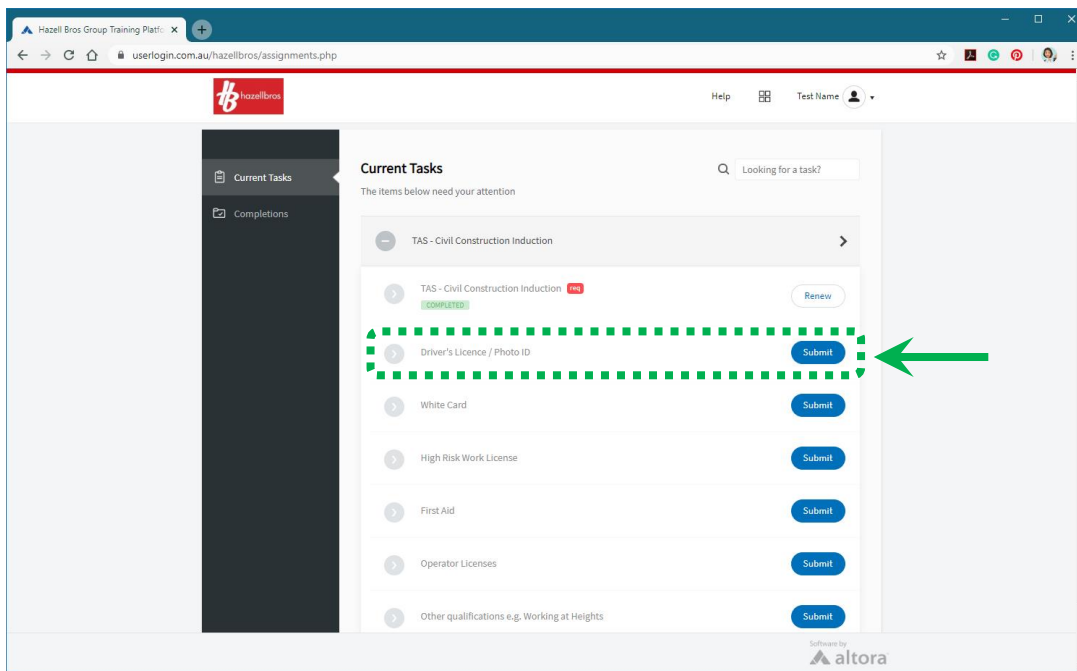 Hazell Bros Group Training Platfo
userlogin.com.au/hazellbros/assignments.php
hazellbros
Help
Test Name
Current Tasks
Completions
Current Tasks
Looking for a task?
The items below need your attention
TAS - Civil Construction Induction
TAS - Civil Construction Induction req
COMPLETED
Renew
Driver's Licence / Photo ID Submit
White Card Submit
High Risk Work License Submit
First Aid Submit
Operator Licenses Submit
Other qualifications e.g. Working at Heights Submit
Software by
altora